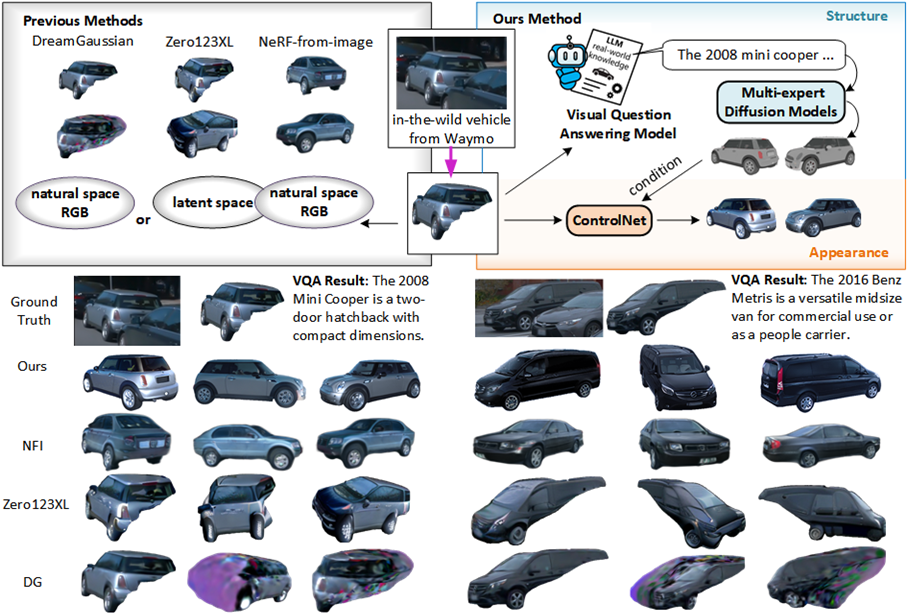 Previous Methods
DreamGaussian
Zero123XL
NeRF-from-image
natural space
RGB
or
latent space
natural space
RGB
in-the-wild vehicle
from Waymo
Ours Method
Structure
LLM
real-world
knowledge
The 2008 mini cooper ...
Visual Question
Answering Model
Multi-expert
Diffusion Models
condition
ControlNet
Appearance
Ground
Truth
VQA Result: The 2008
Mini Cooper is a two-
door hatchback with
compact dimensions.
VQA Result: The 2016 Benz
Metris is a versatile midsize
van for commercial use or
as a people carrier.
Ours
NFI
Zero123XL
DG